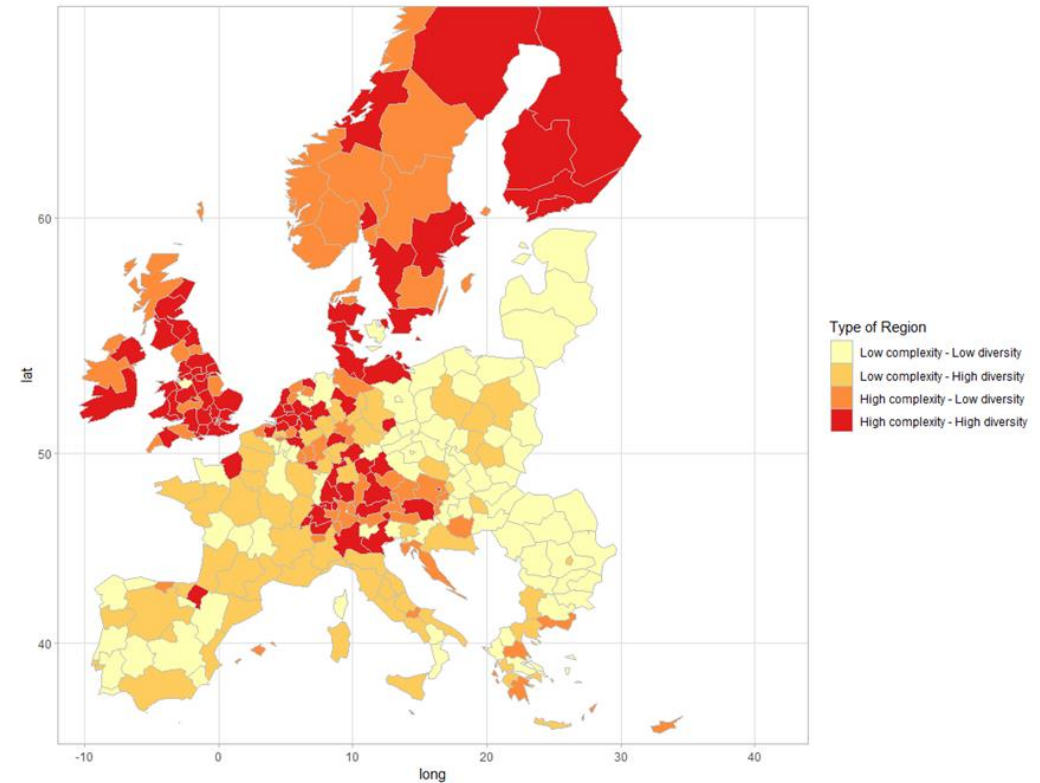 60
50
40
lat
-10 0 10 20 30 40
long
Type of Region
Low complexity - Low diversity
Low complexity - High diversity
High complexity - Low diversity
High complexity - High diversity